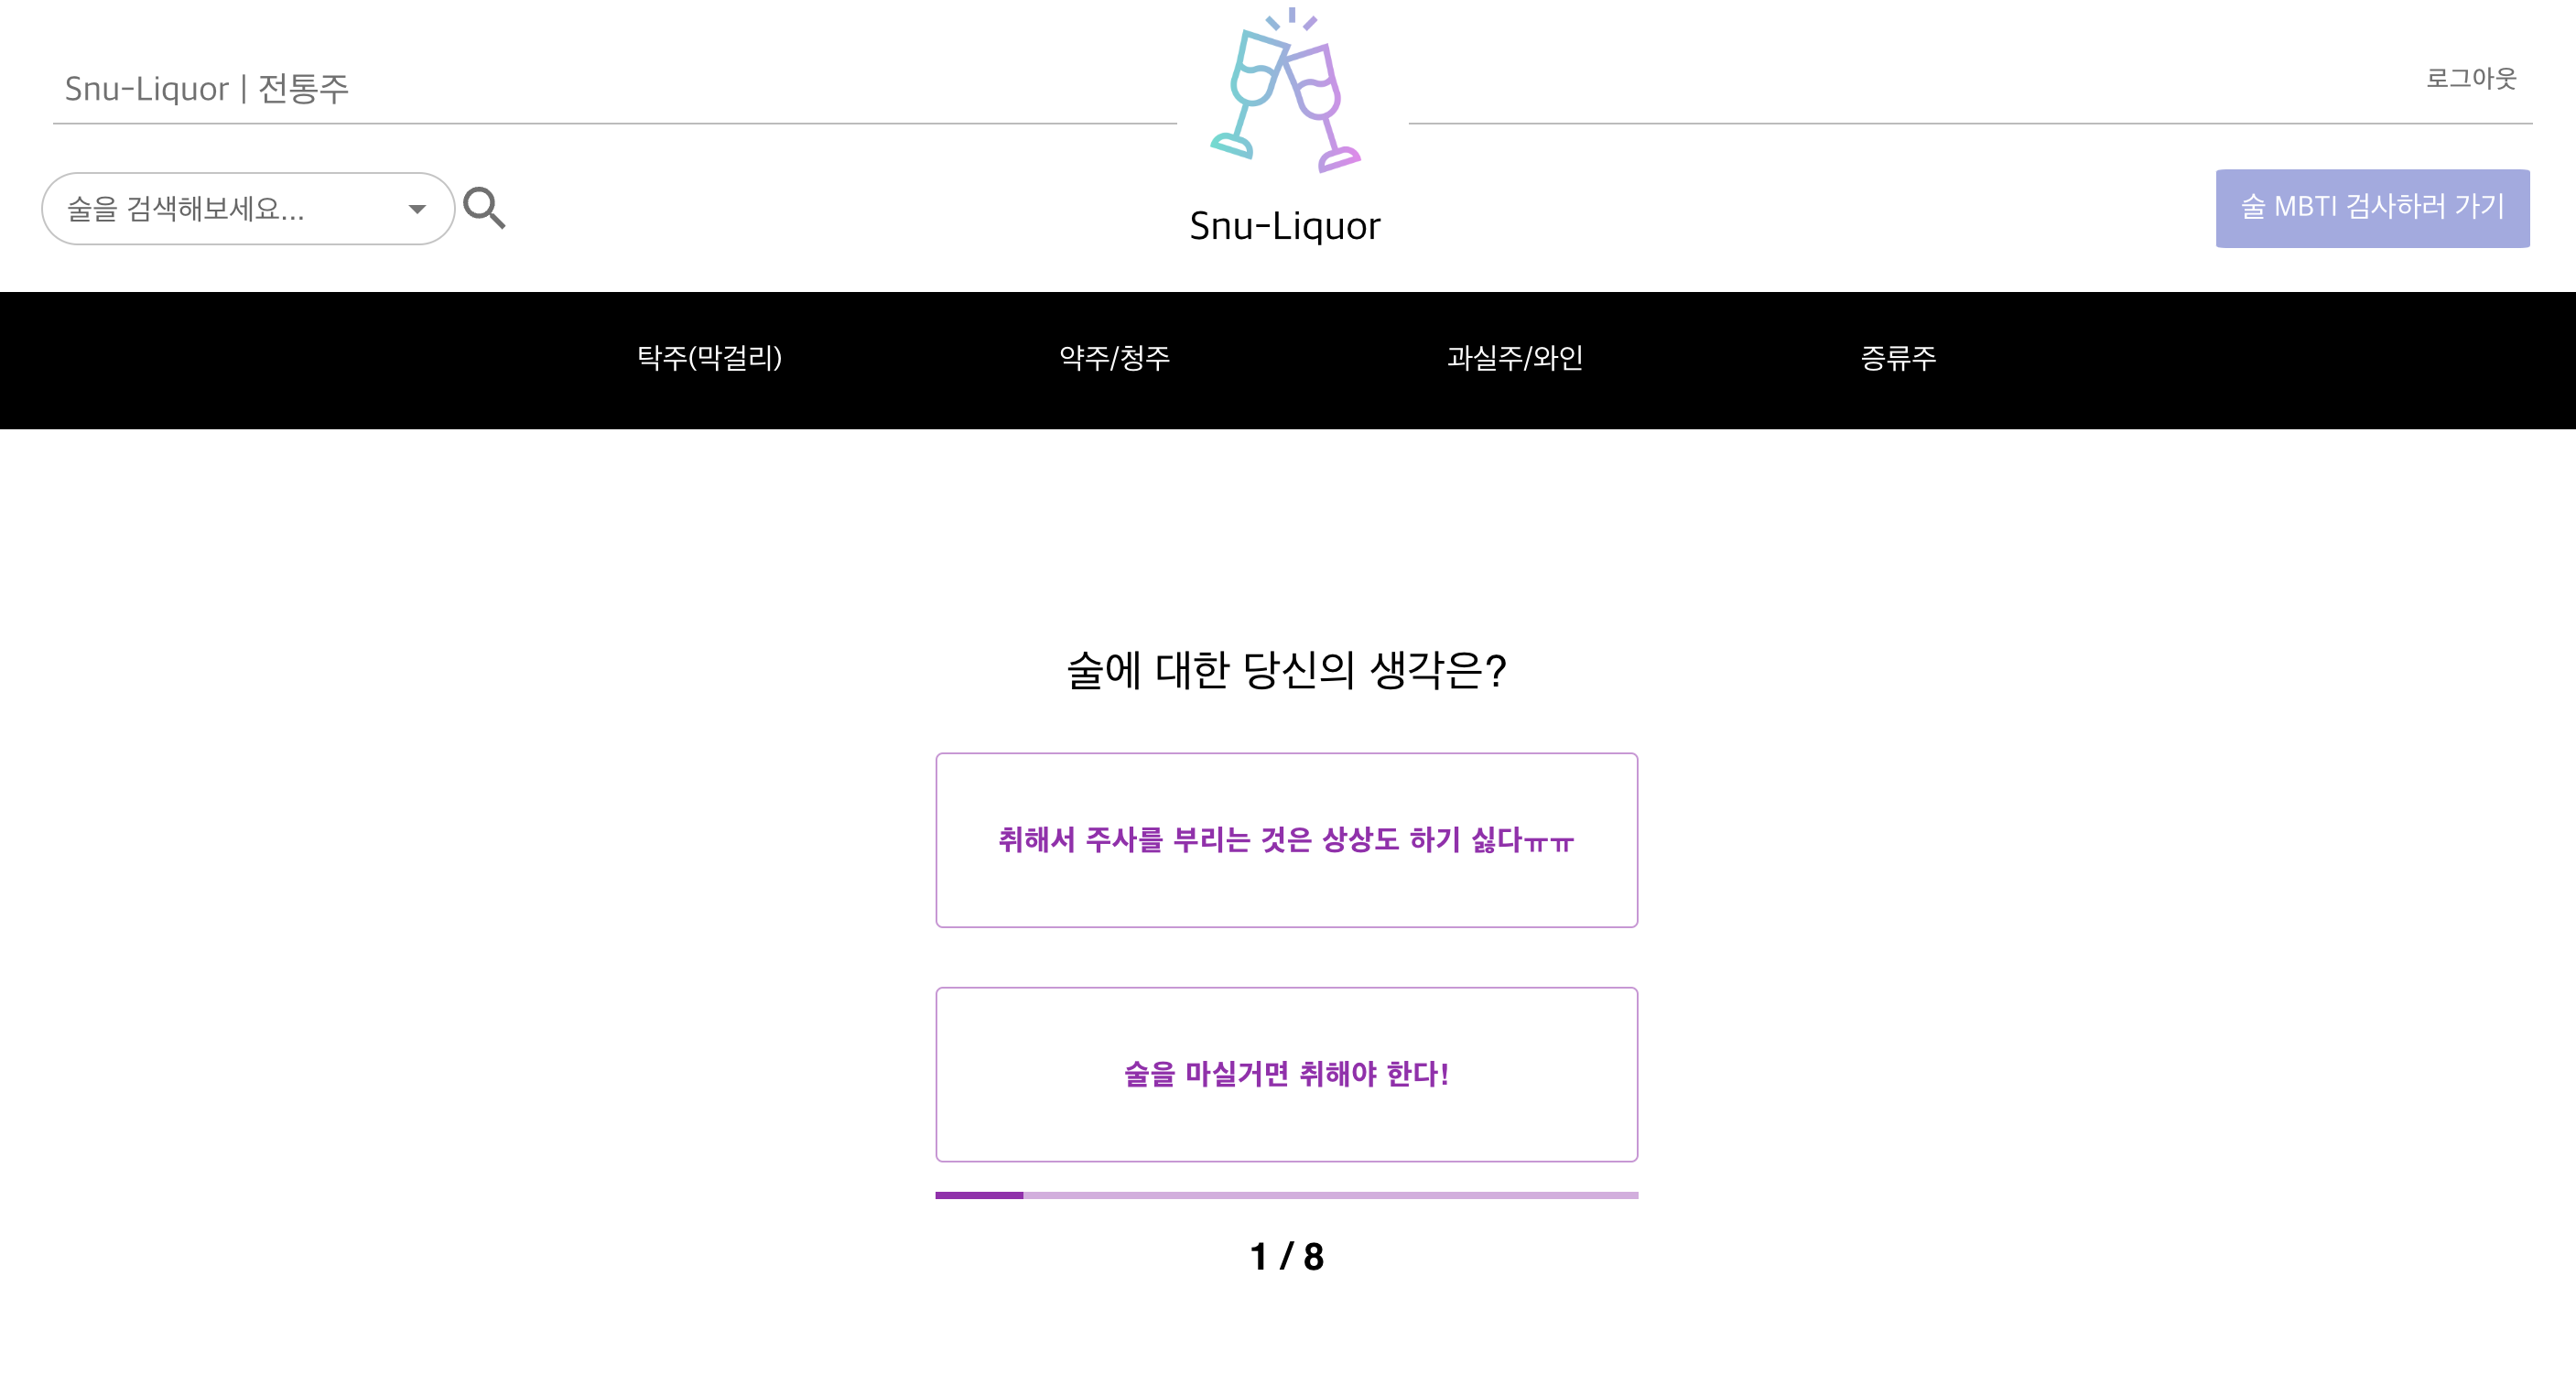 Snu-Liquor | 전통주
로그아웃
술을 검색해보세요...
Snu-Liquor
술 MBTI 검사하러 가기
탁주(막걸리)
약주/청주
과실주/와인
증류주
술에 대한 당신의 생각은?
취해서 주사를 부리는 것은 상상도 하기 싫다ㅠㅠ
술을 마실거면 취해야 한다!
1 / 8